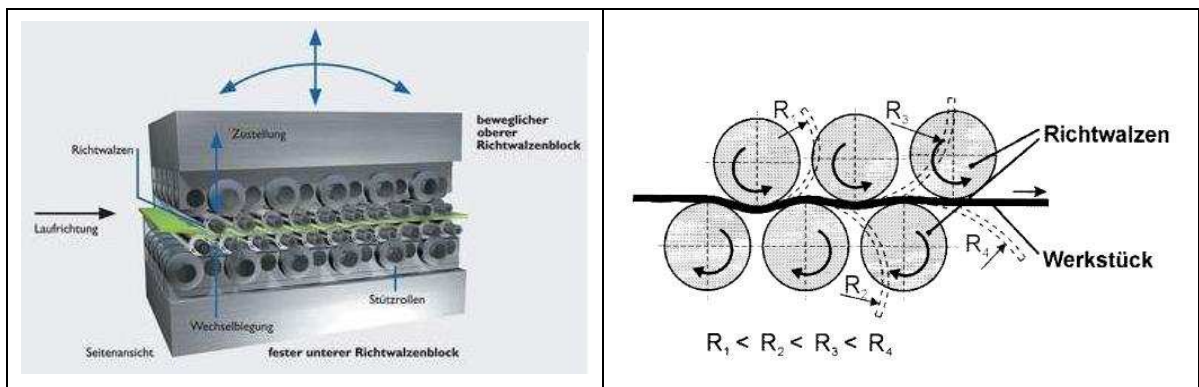 Zustellung
beweglicher
oberer
Richtwalzenblock
Richtwalzen
Laufrichtung
Stützrollen
Wechselbiegung
Seitenansicht
fester unterer Richtwalzenblock
R
R3
Richtwalzen
R4
Werkstück
R2
R1 < R2 < R3 < R4